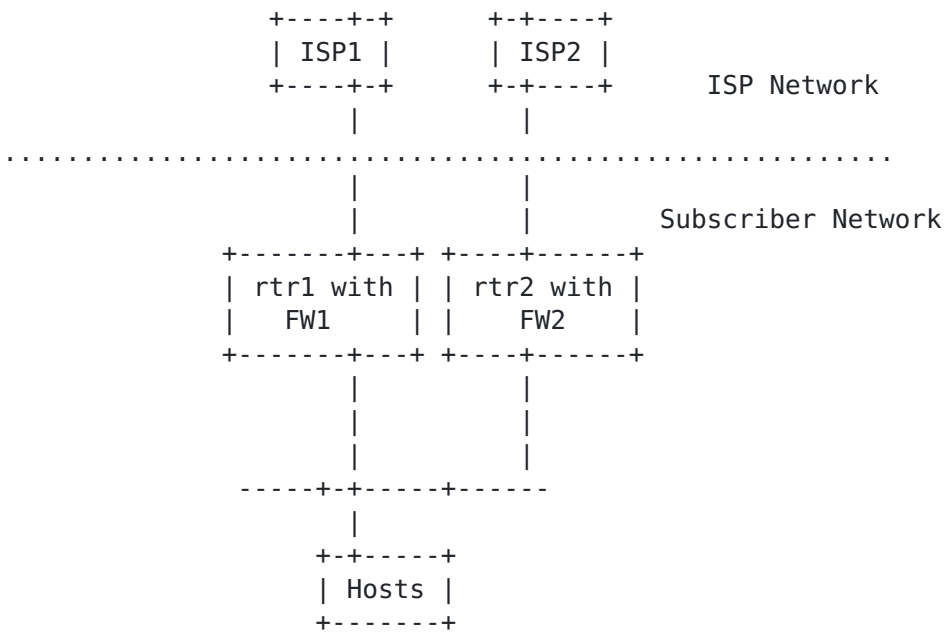 ISP1 ISP2
ISP Network
Subscriber Network
rtr1 with rtr2 with
FW1 FW2
Hosts